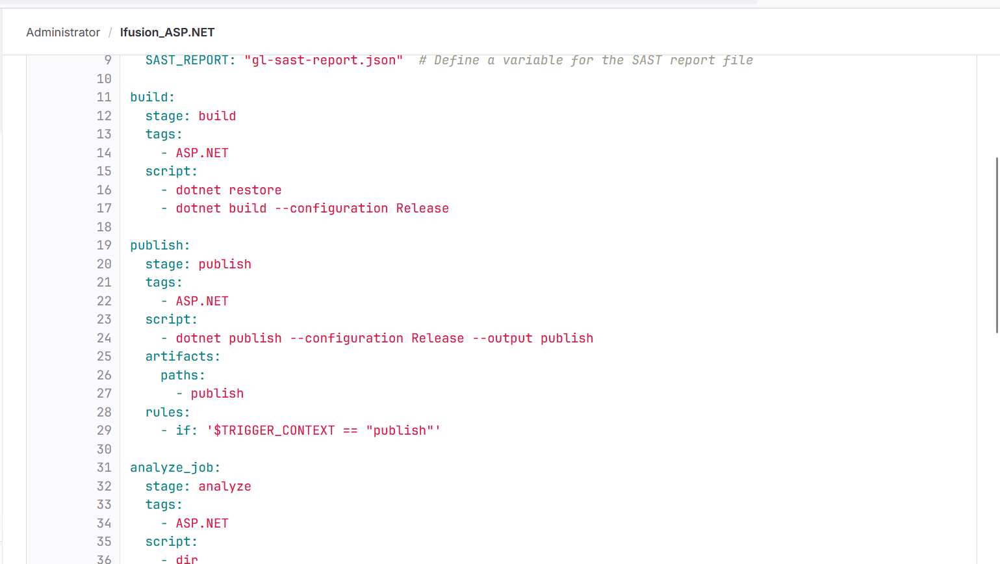 Administrator / Ifusion_ASP.NET
9 SAST_REPORT: "gl-sast-report.json" # Define a variable for the SAST report file
10
11 build:
12 stage: build
13 tags:
14 - ASP.NET
15 script:
16 - dotnet restore
17 - dotnet build --configuration Release
18
19 publish:
20 stage: publish
21 tags:
22 - ASP.NET
23 script:
24 - dotnet publish --configuration Release --output publish
25 artifacts:
26 paths:
27 - publish
28 rules:
29 - if: '$TRIGGER_CONTEXT == "publish"'
30
31 analyze_job:
32 stage: analyze
33 tags:
34 - ASP.NET
35 script:
36 - dir